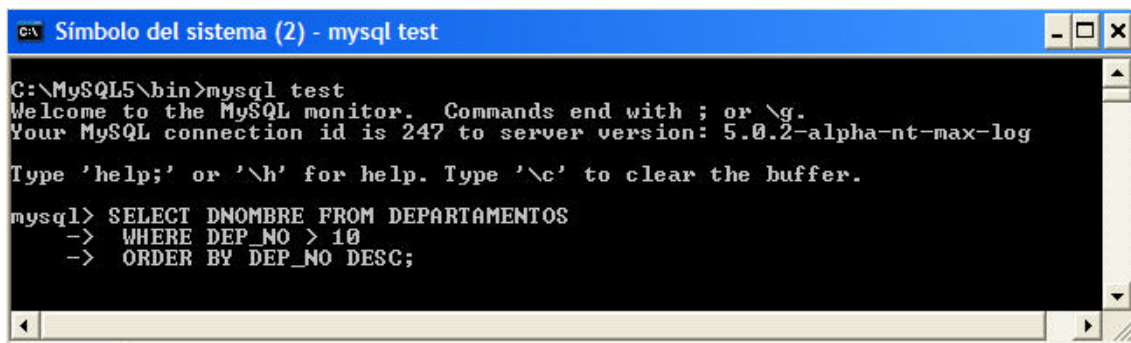 Símbolo del sistema (2) - mysql test
C:\MySQL5\bin>mysql test
Welcome to the MySQL monitor.  Commands end with ; or \g.
Your MySQL connection id is 247 to server version: 5.0.2-alpha-nt-max-log
Type 'help;' or '\h' for help. Type '\c' to clear the buffer.
mysql> SELECT DNOMBRE FROM DEPARTAMENTOS
    ->  WHERE DEP_NO > 10
    ->  ORDER BY DEP_NO DESC;